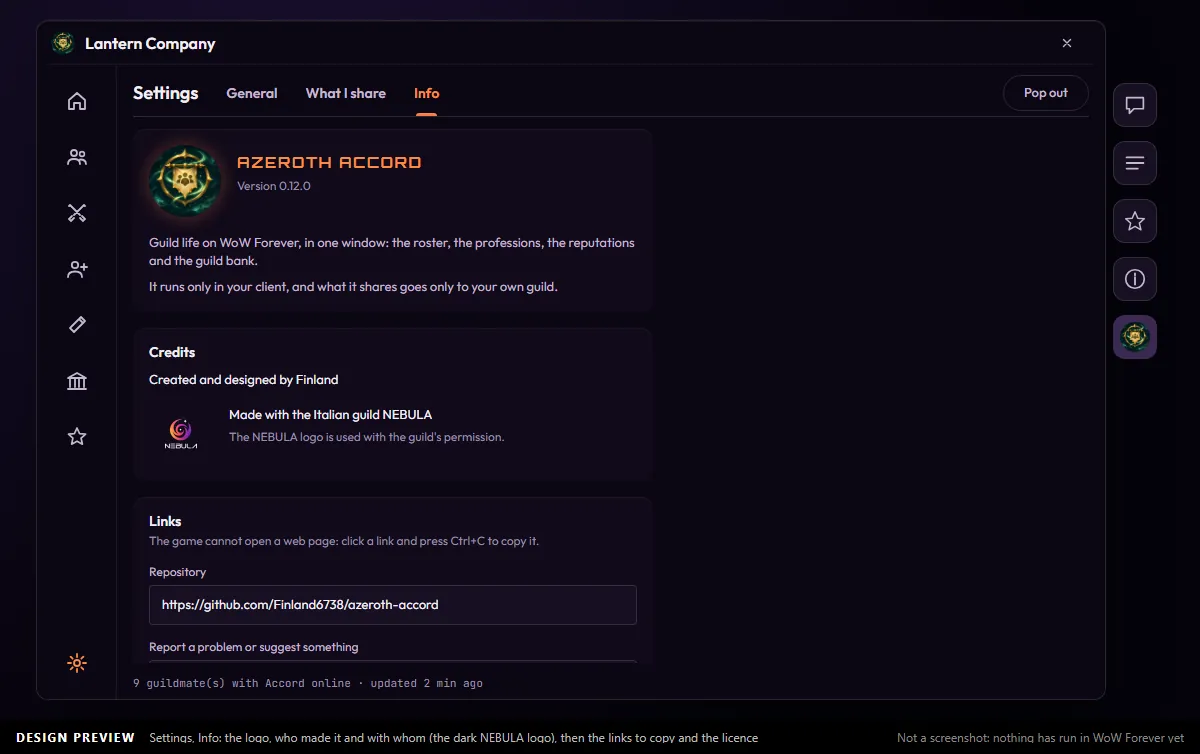 Lantern Company
Settings
General
What I share
Info
Pop out
AZEROTH ACCORD
Version 0.12.0
Guild life on WoW Forever, in one window: the roster, the professions, the reputations
and the guild bank.
It runs only in your client, and what it shares goes only to your own guild.
Credits
Created and designed by Finland
NEBULA
Made with the Italian guild NEBULA
The NEBULA logo is used with the guild's permission.
Links
The game cannot open a web page: click a link and press Ctrl+C to copy it.
Repository
https://github.com/Finland6738/azeroth-accord
Report a problem or suggest something
9 guildmate(s) with Accord online · updated 2 min ago
DESIGN PREVIEW
Settings, Info: the logo, who made it and with whom (the dark NEBULA logo), then the links to copy and the licence
Not a screenshot: nothing has run in WoW Forever yet